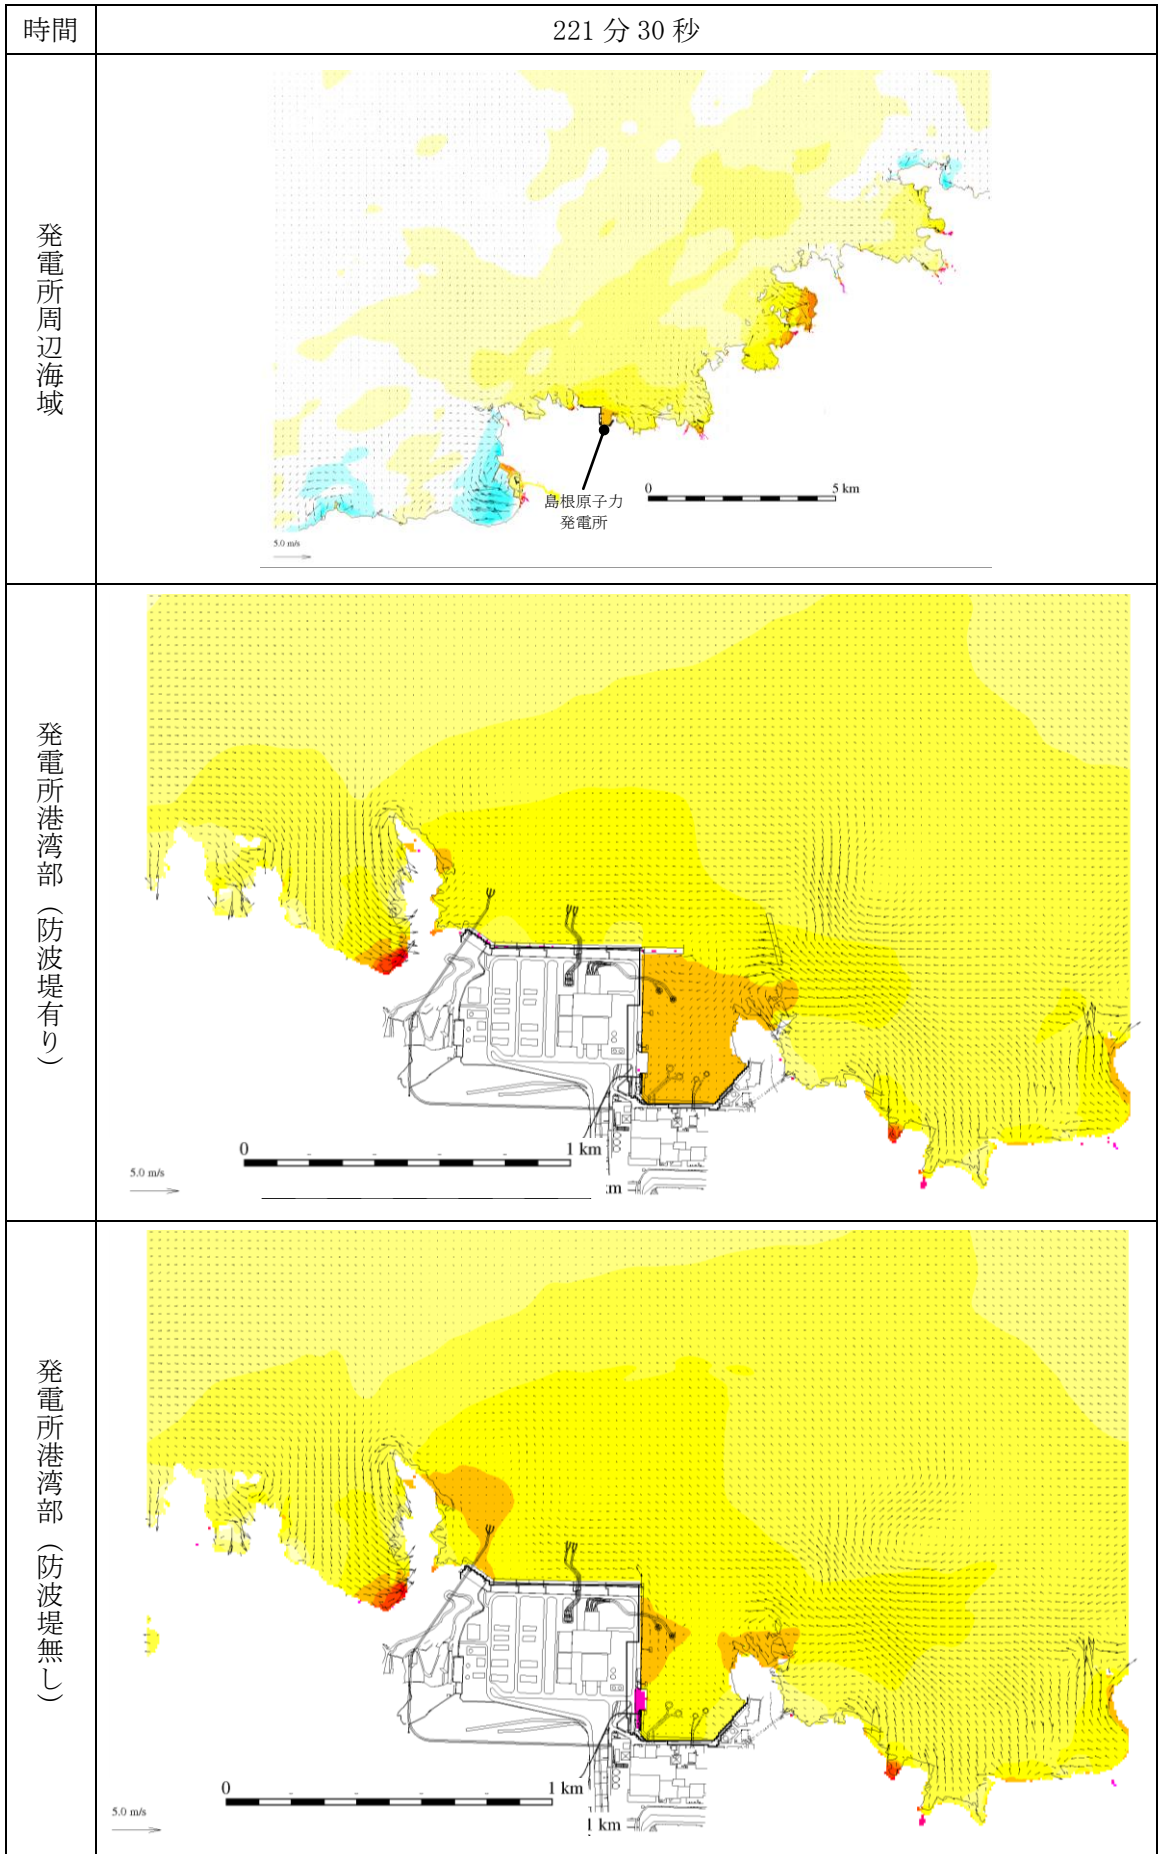 時間
221 分 30 秒
発電所周辺海域
島根原子力
発電所
0
5 km
5.0 m/s
発電所港湾部（防波堤有り）
0
1 km
5.0 m/s
km
発電所港湾部（防波堤無し）
0
1 km
5.0 m/s
1 km